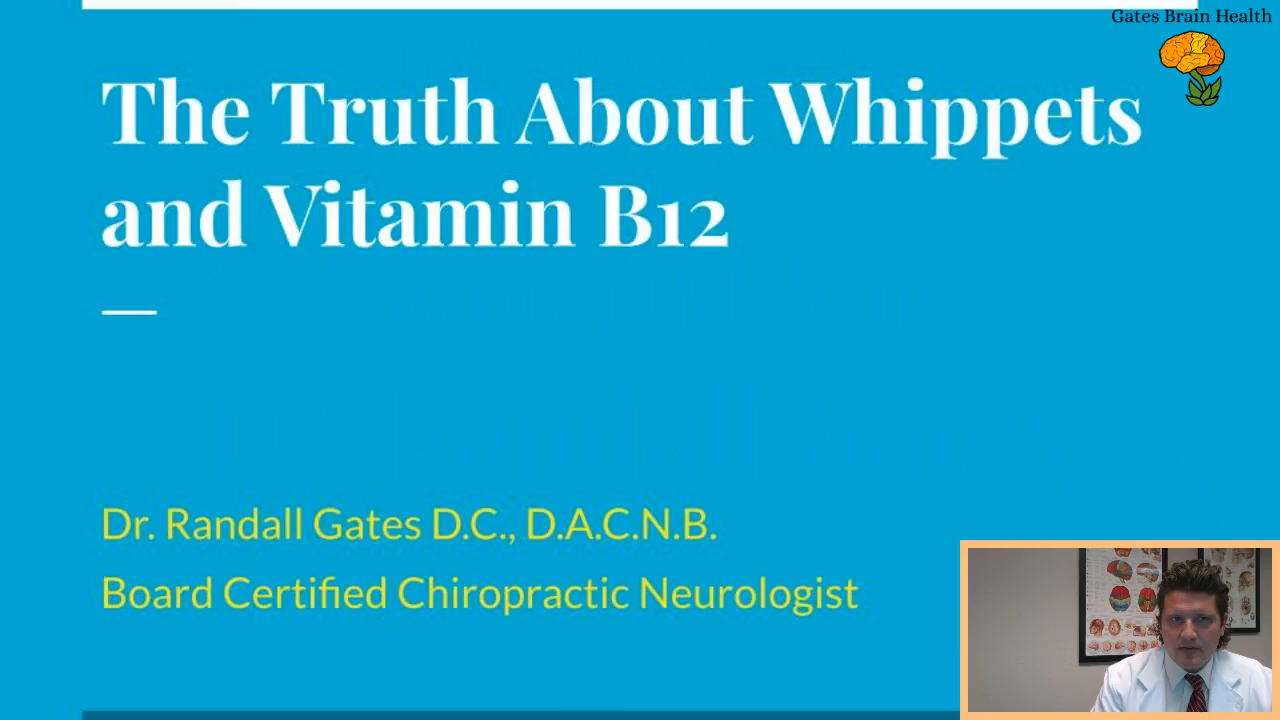 Gates Brain Health
The Truth About Whippets
and Vitamin B12
Dr. Randall Gates D.C., D.A.C.N.B.
Board Certified Chiropractic Neurologist